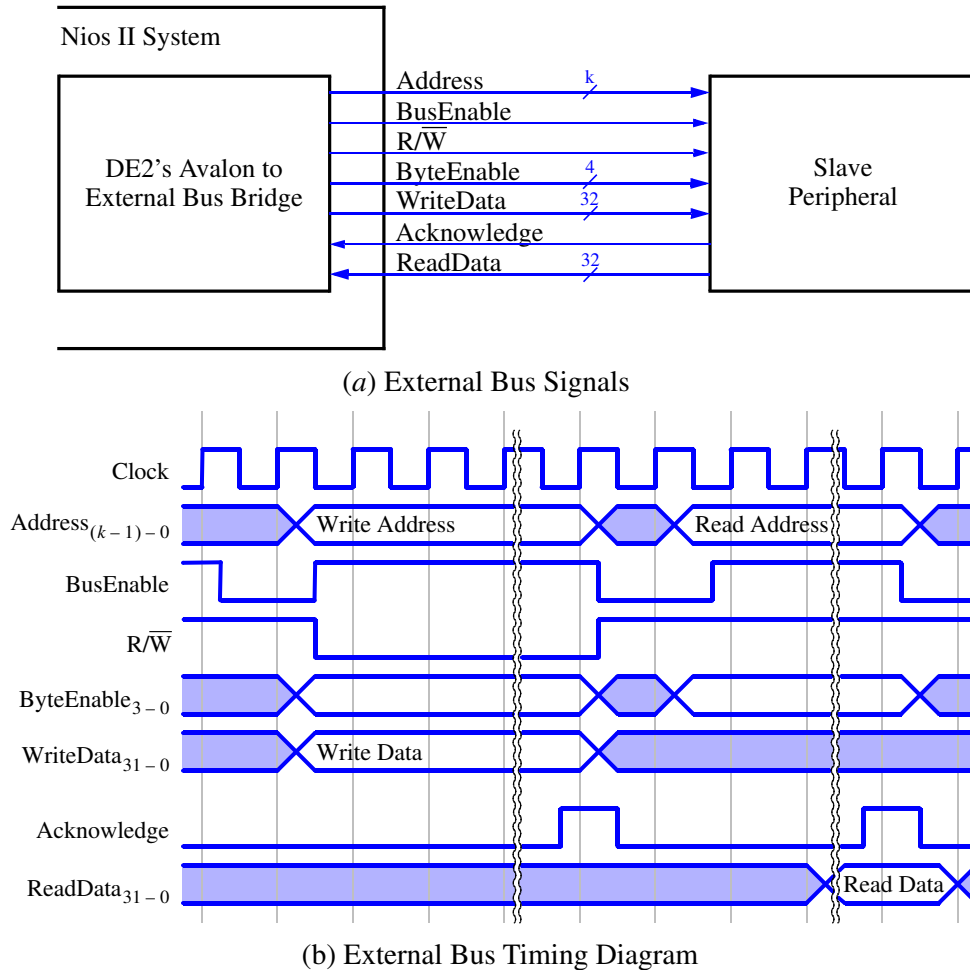 Nios II System
DE2's Avalon to
External Bus Bridge
Address
k
BusEnable
R/W̅
ByteEnable
4
WriteData
32
Acknowledge
ReadData
32
Slave
Peripheral
(a) External Bus Signals
Clock
Address(k – 1) – 0
Write Address
Read Address
BusEnable
R/W̅
ByteEnable3 – 0
WriteData31 – 0
Write Data
Acknowledge
ReadData31 – 0
Read Data
(b) External Bus Timing Diagram